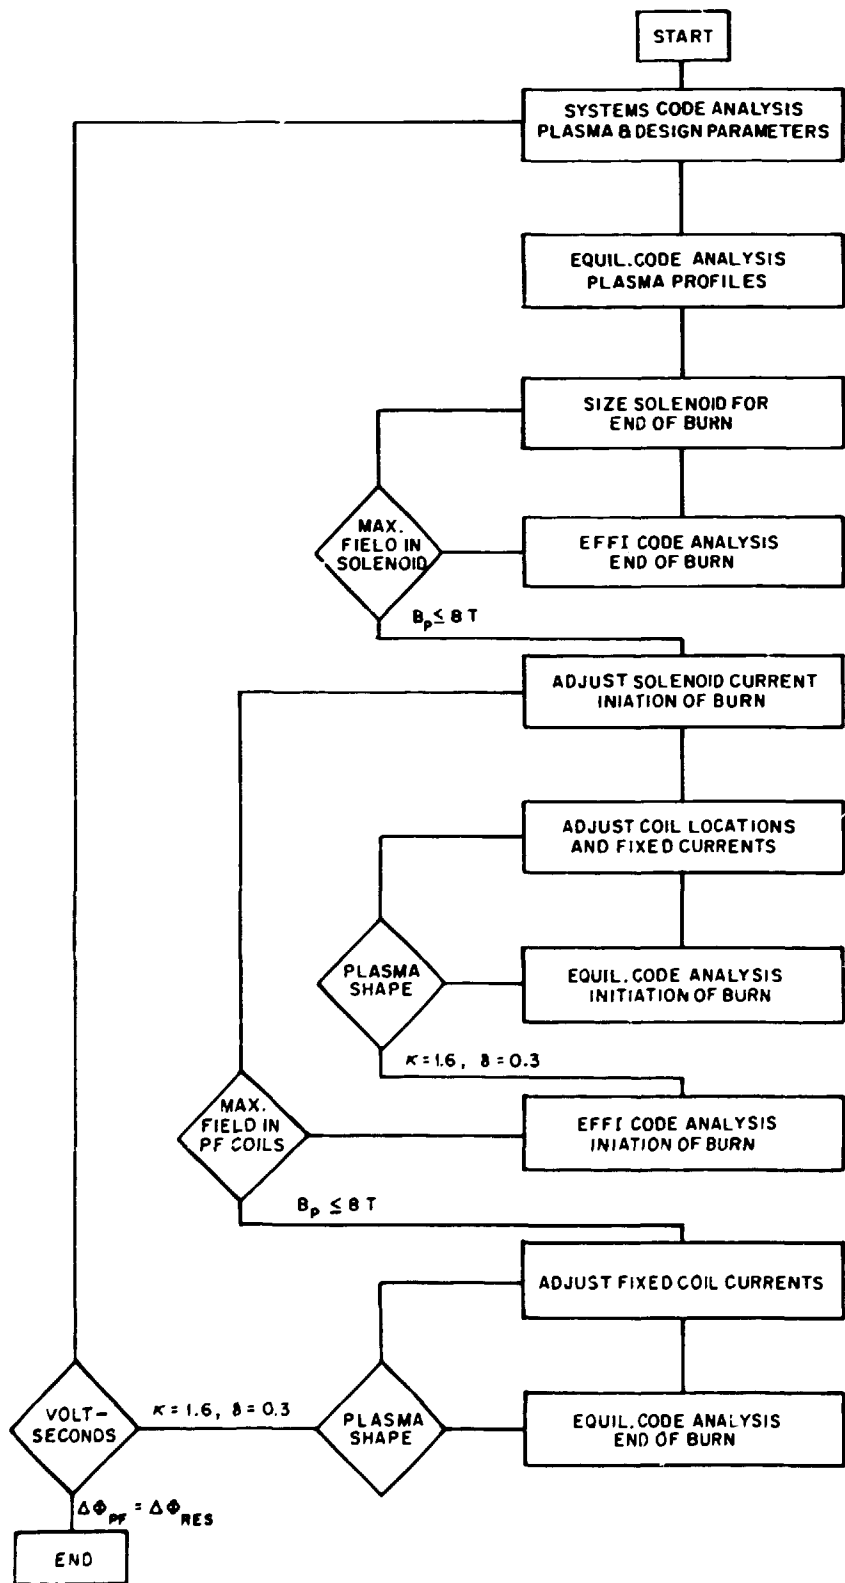 START
SYSTEMS CODE ANALYSIS
PLASMA & DESIGN PARAMETERS
EQUIL. CODE ANALYSIS
PLASMA PROFILES
SIZE SOLENOID FOR
END OF BURN
MAX.
FIELD IN
SOLENOID
EFFI CODE ANALYSIS
END OF BURN
B_p ≤ 8 T
ADJUST SOLENOID CURRENT
INIATION OF BURN
ADJUST COIL LOCATIONS
AND FIXED CURRENTS
PLASMA
SHAPE
EQUIL. CODE ANALYSIS
INITIATION OF BURN
κ = 1.6, δ = 0.3
MAX.
FIELD IN
PF COILS
EFFI CODE ANALYSIS
INIATION OF BURN
B_p ≤ 8 T
ADJUST FIXED COIL CURRENTS
VOLT-
SECONDS
κ = 1.6, δ = 0.3
PLASMA
SHAPE
EQUIL. CODE ANALYSIS
END OF BURN
ΔΦ_PF = ΔΦ_RES
END